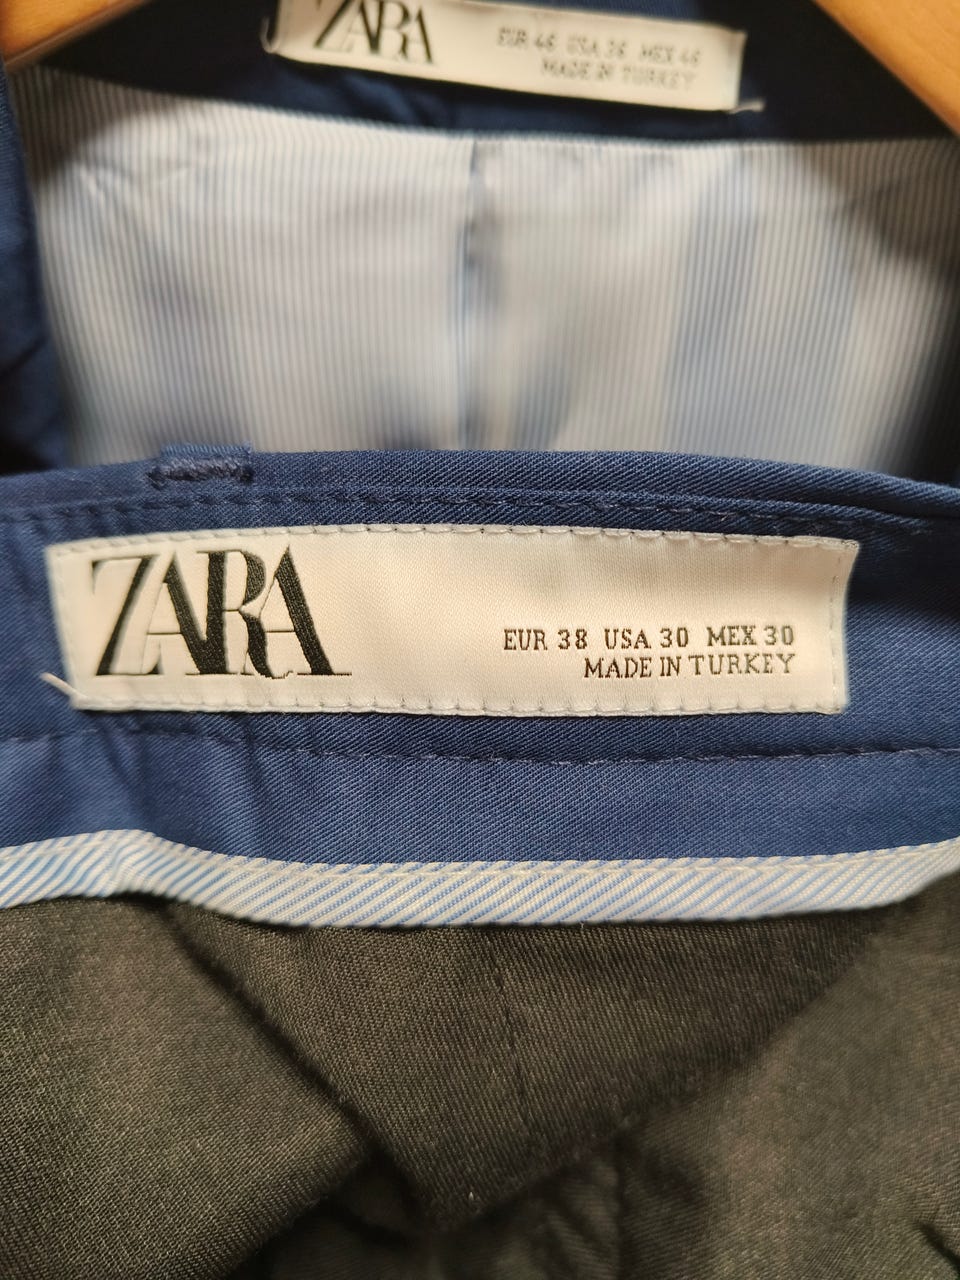 ZARA
EUR 46 USA 36 MEX 46
MADE IN TURKEY
ZARA
EUR 38 USA 30 MEX 30
MADE IN TURKEY